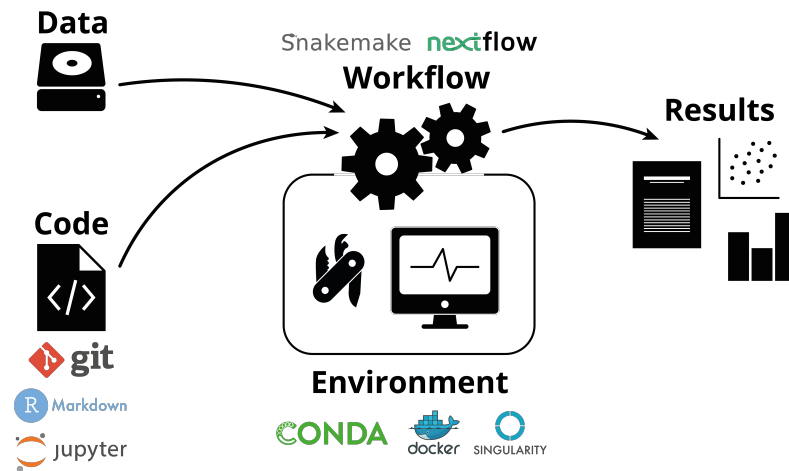 Data
Snakemake nextflow
Workflow
Results
Code
</>
git
R Markdown
jupyter
Environment
CONDA
docker
SINGULARITY